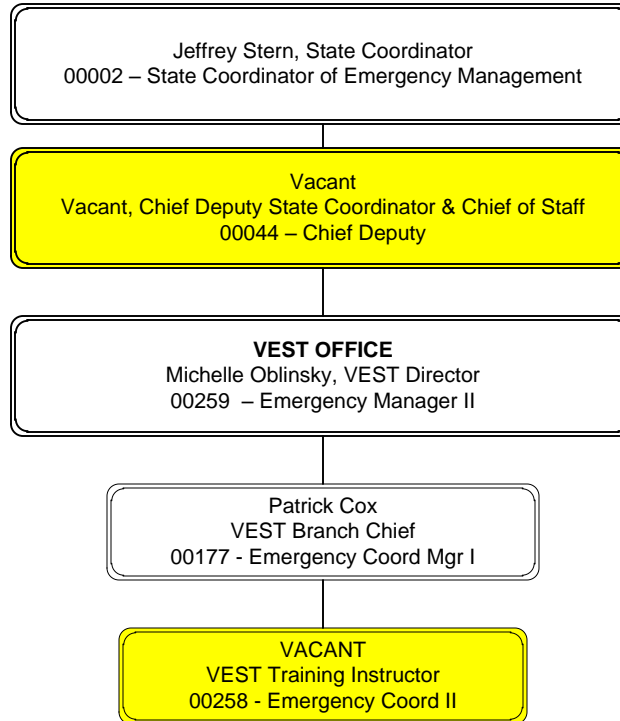 Jeffrey Stern, State Coordinator
00002 – State Coordinator of Emergency Management
Vacant
Vacant, Chief Deputy State Coordinator & Chief of Staff
00044 – Chief Deputy
VEST OFFICE
Michelle Oblinsky, VEST Director
00259 – Emergency Manager II
Patrick Cox
VEST Branch Chief
00177 - Emergency Coord Mgr I
VACANT
VEST Training Instructor
00258 - Emergency Coord II